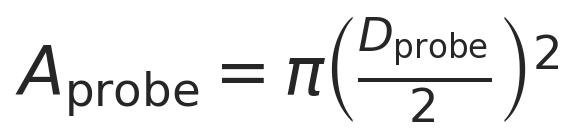 A_probe = π(D_probe/2)^2